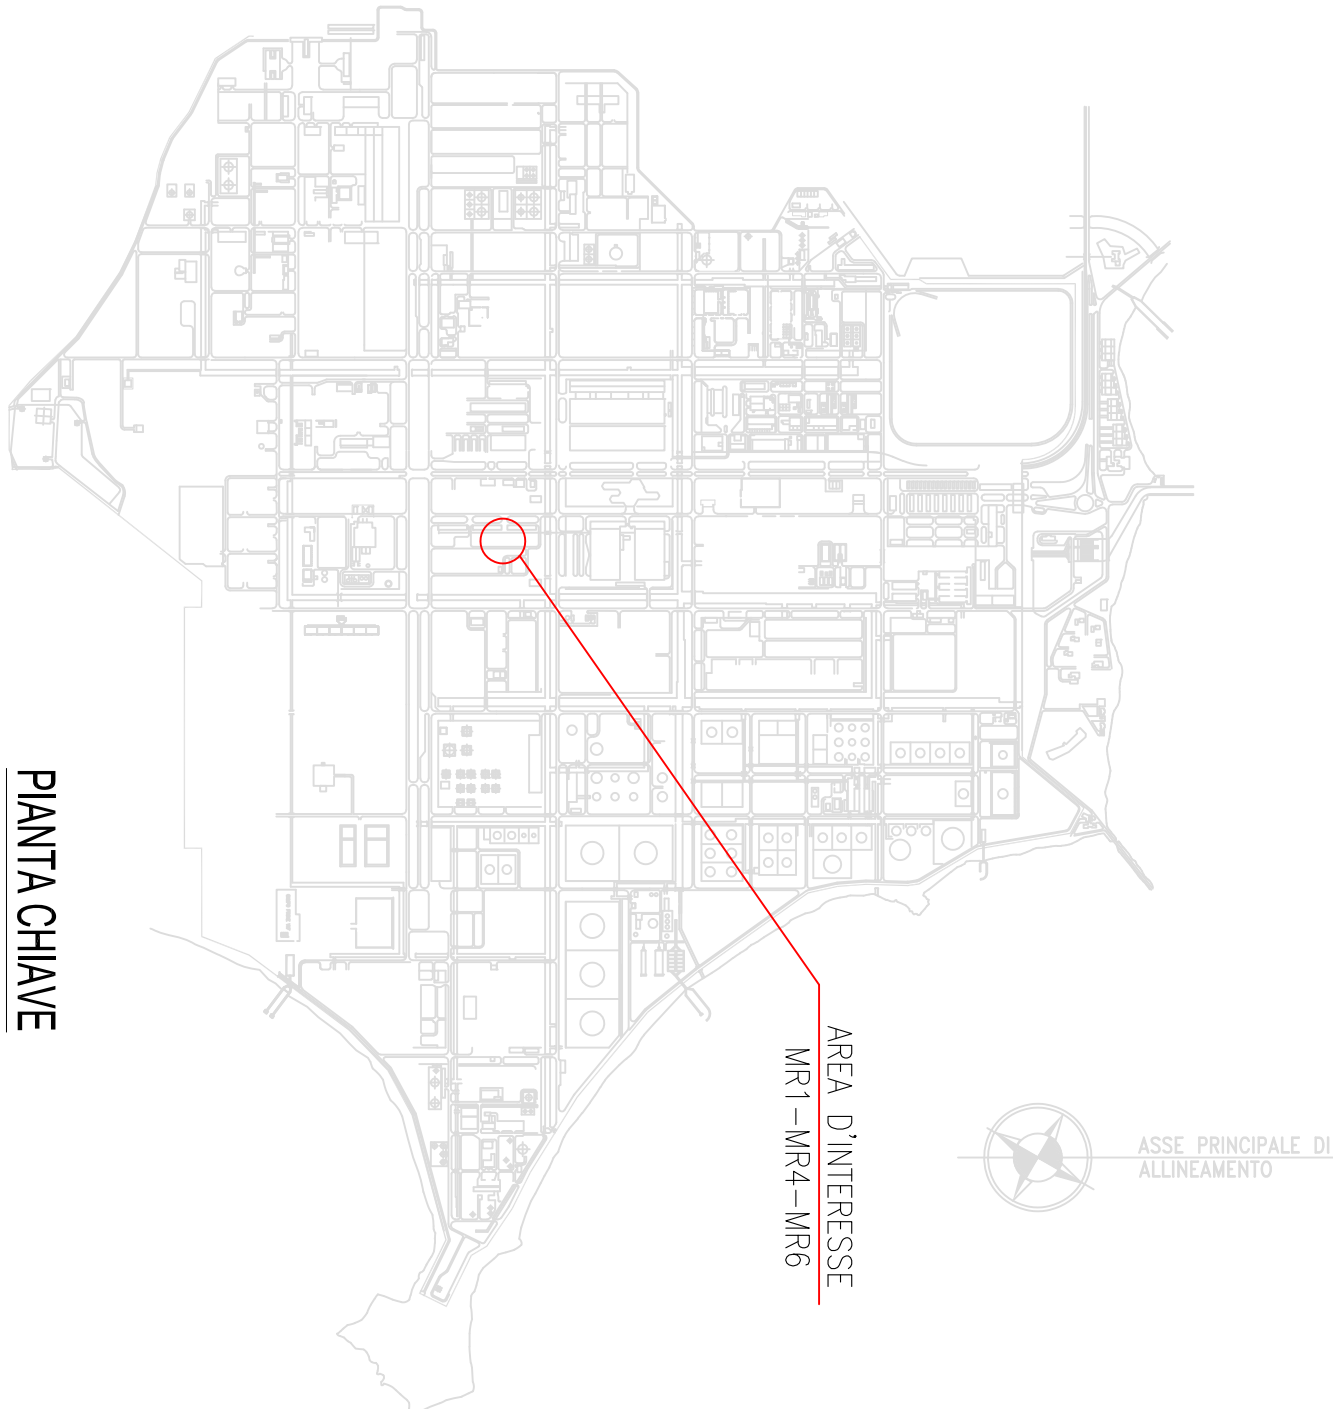 PIANTA CHIAVE
AREA D'INTERESSE
MR1-MR4-MR6
ASSE PRINCIPALE DI
ALLINEAMENTO